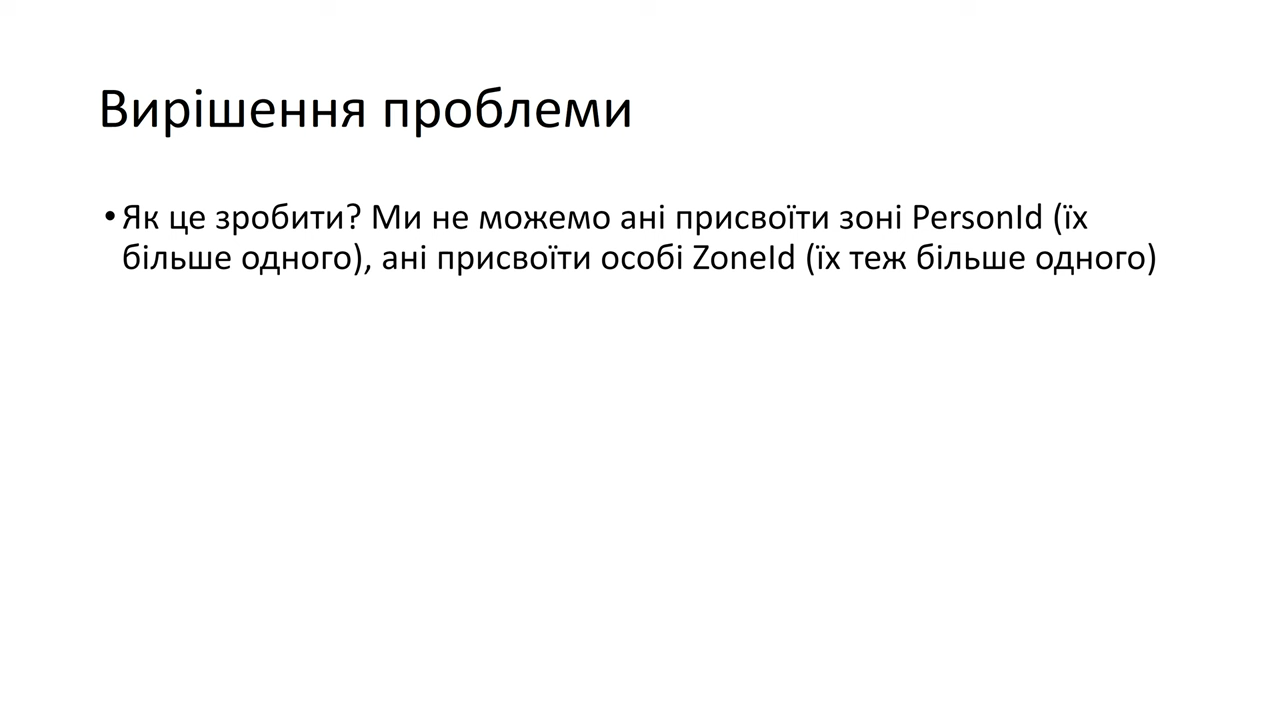 Вирішення проблеми
• Як це зробити? Ми не можемо ані присвоїти зоні PersonId (їх
більше одного), ані присвоїти особі ZoneId (їх теж більше одного)